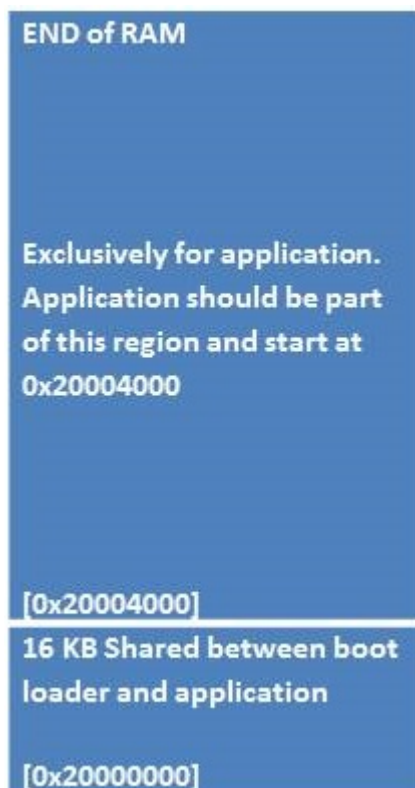 END of RAM
Exclusively for application.
Application should be part
of this region and start at
0x20004000
[0x20004000]
16 KB Shared between boot
loader and application
[0x20000000]